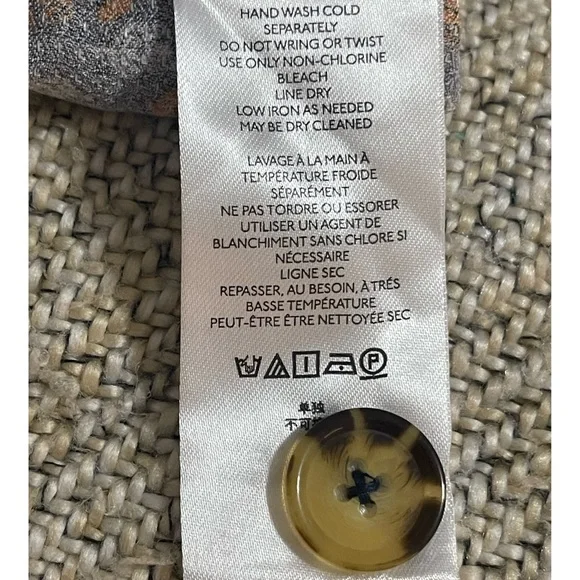 HAND WASH COLD
SEPARATELY
DO NOT WRING OR TWIST
USE ONLY NON-CHLORINE
BLEACH
LINE DRY
LOW IRON AS NEEDED
MAY BE DRY CLEANED
LAVAGE À LA MAIN À
TEMPÉRATURE FROIDE
SÉPARÉMENT
NE PAS TORDRE OU ESSORER
UTILISER UN AGENT DE
BLANCHIMENT SANS CHLORE SI
NÉCESSAIRE
LIGNE SEC
REPASSER, AU BESOIN, À TRÉS
BASSE TEMPÉRATURE
PEUT-ÊTRE ÊTRE NETTOYÉE SEC
P
单独
不可